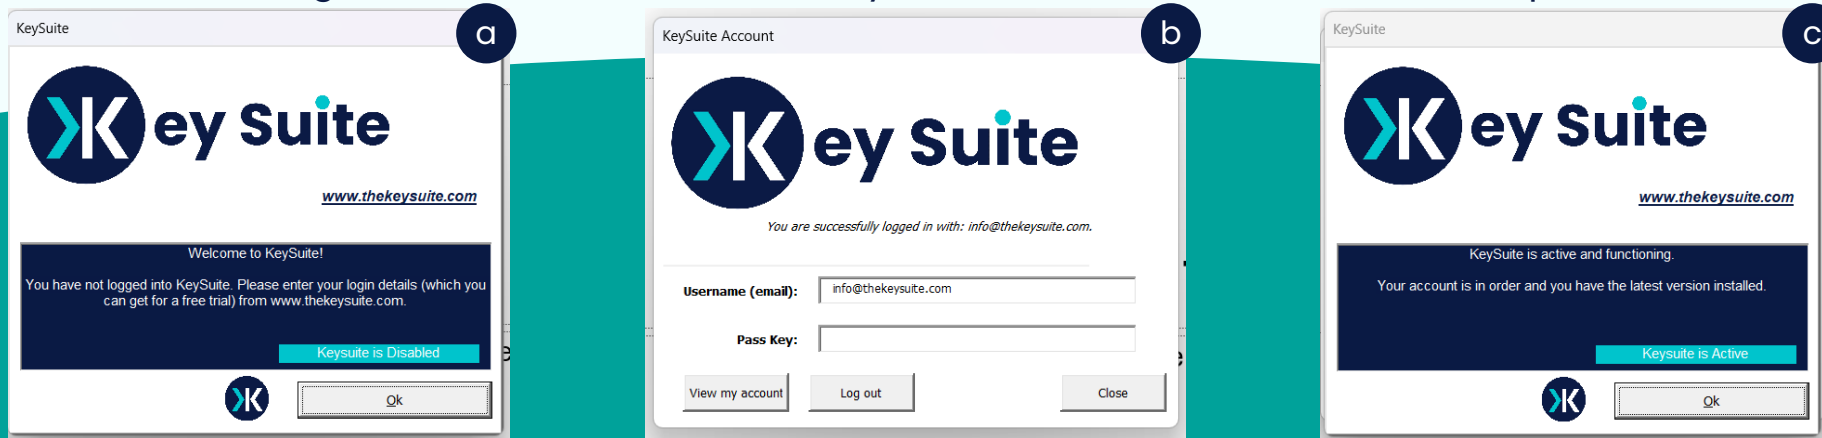 KeySuite
a
Key Suite
www.thekeysuite.com
Welcome to KeySuite!
You have not logged into KeySuite. Please enter your login details (which you
can get for a free trial) from www.thekeysuite.com.
Keysuite is Disabled
Ok
KeySuite Account
b
Key Suite
You are successfully logged in with: info@thekeysuite.com.
Username (email):
info@thekeysuite.com
Pass Key:
View my account
Log out
Close
KeySuite
c
Key Suite
www.thekeysuite.com
KeySuite is active and functioning.
Your account is in order and you have the latest version installed.
Keysuite is Active
Ok